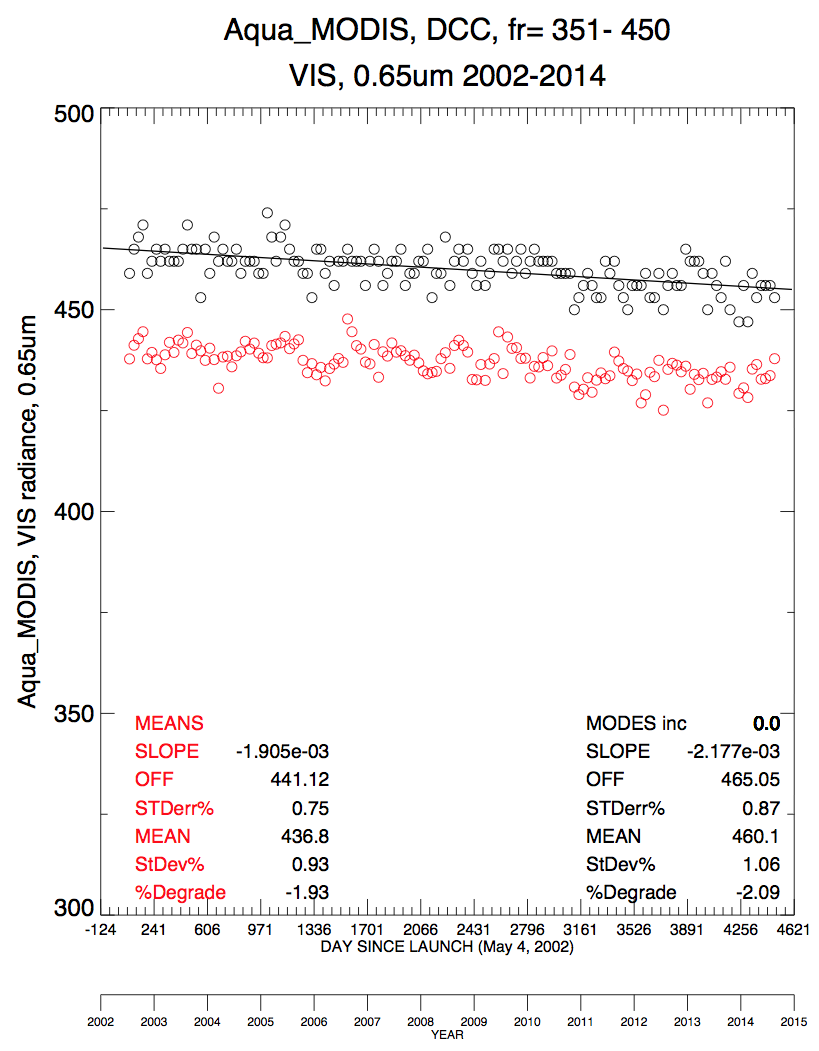 Aqua_MODIS, DCC, fr= 351- 450
VIS, 0.65um 2002-2014
Aqua_MODIS, VIS radiance, 0.65um
500
450
400
350
300
MEANS
SLOPE -1.905e-03
OFF 441.12
STDerr% 0.75
MEAN 436.8
StDev% 0.93
%Degrade -1.93
MODES inc 0.0
SLOPE -2.177e-03
OFF 465.05
STDerr% 0.87
MEAN 460.1
StDev% 1.06
%Degrade -2.09
-124 241 606 971 1336 1701 2066 2431 2796 3161 3526 3891 4256 4621
DAY SINCE LAUNCH (May 4, 2002)
2002 2003 2004 2005 2006 2007 2008 2009 2010 2011 2012 2013 2014 2015
YEAR